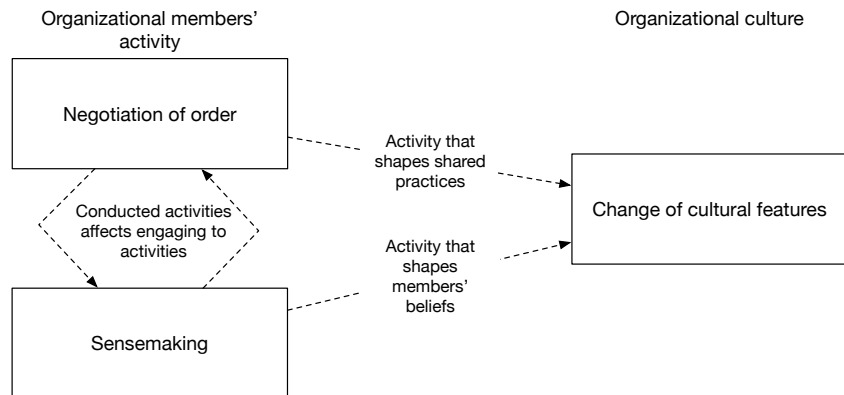 Organizational members’
activity
Organizational culture
Negotiation of order
Activity that
shapes shared
practices
Change of cultural features
Conducted activities
affects engaging to
activities
Activity that
shapes
members’
beliefs
Sensemaking